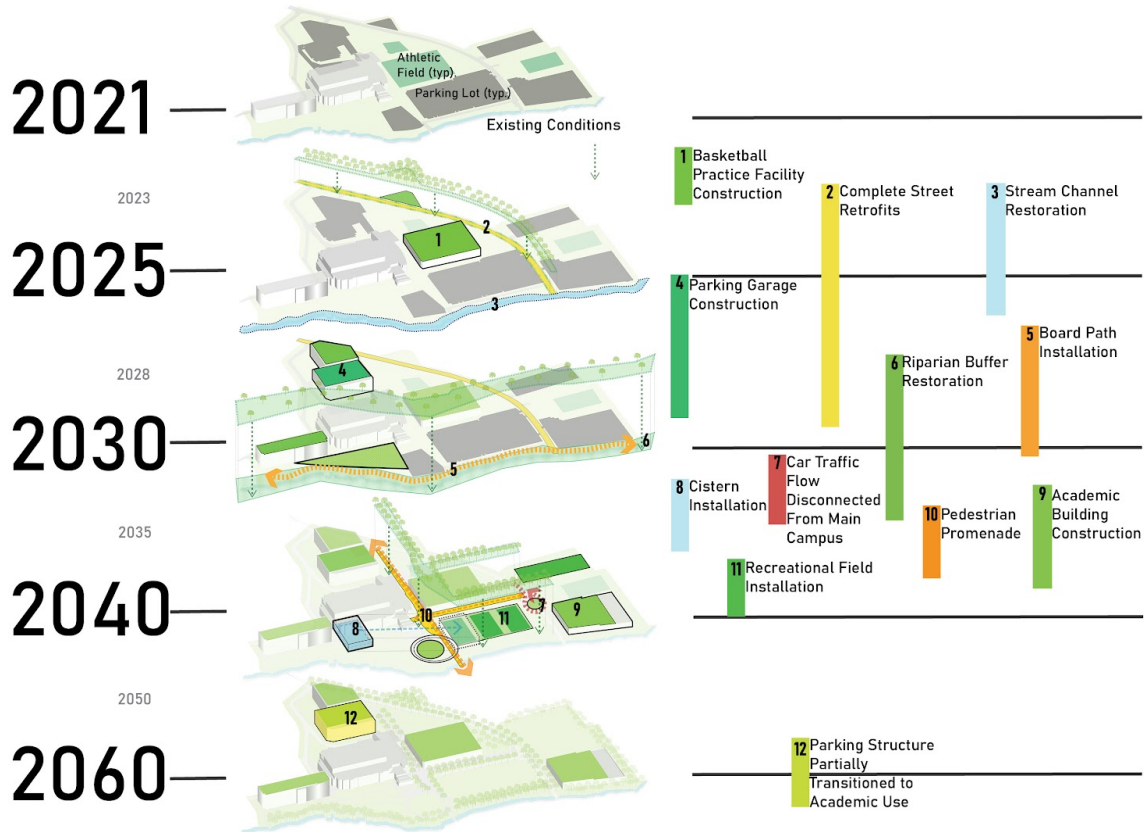 2021
Athletic
Field (typ).
Parking Lot (typ.)
Existing Conditions
2023
2025
1
2
3
2028
2030
4
5
6
2035
2040
7
8
9
10
11
2050
2060
12
1 Basketball
Practice Facility
Construction
2 Complete Street
Retrofits
3 Stream Channel
Restoration
4 Parking Garage
Construction
5 Board Path
Installation
6 Riparian Buffer
Restoration
7 Car Traffic
Flow
Disconnected
From Main
Campus
8 Cistern
Installation
9 Academic
Building
Construction
10 Pedestrian
Promenade
11 Recreational Field
Installation
12 Parking Structure
Partially
Transitioned to
Academic Use